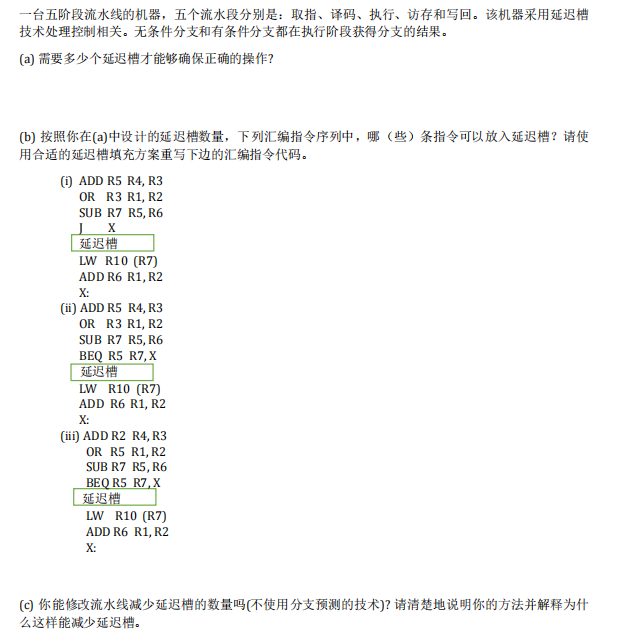 一台五阶段流水线的机器，五个流水段分别是：取指、译码、执行、访存和写回。该机器采用延迟槽
技术处理控制相关。无条件分支和有条件分支都在执行阶段获得分支的结果。
(a) 需要多少个延迟槽才能够确保正确的操作?
(b) 按照你在(a)中设计的延迟槽数量，下列汇编指令序列中，哪（些）条指令可以放入延迟槽？请使
用合适的延迟槽填充方案重写下边的汇编指令代码。
(i) ADD R5 R4, R3
OR R3 R1, R2
SUB R7 R5, R6
J X
延迟槽
LW R10 (R7)
ADD R6 R1, R2
X:
(ii) ADD R5 R4, R3
OR R3 R1, R2
SUB R7 R5, R6
BEQ R5 R7, X
延迟槽
LW R10 (R7)
ADD R6 R1, R2
X:
(iii) ADD R2 R4, R3
OR R5 R1, R2
SUB R7 R5, R6
BEQ R5 R7, X
延迟槽
LW R10 (R7)
ADD R6 R1, R2
X:
(c) 你能修改流水线减少延迟槽的数量吗(不使用分支预测的技术)? 请清楚地说明你的方法并解释为什
么这样能减少延迟槽。